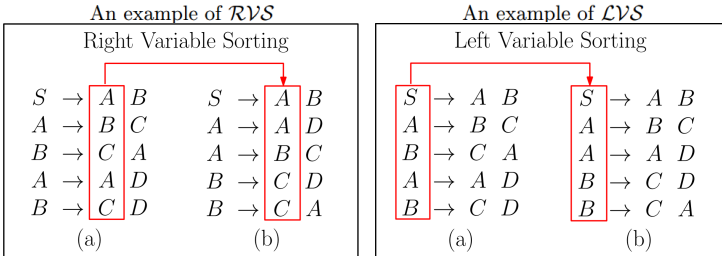 An example of RVS
Right Variable Sorting
S → A B S → A B
A → B C A → A D
B → C A A → B C
A → A D B → C D
B → C D B → C A
(a) (b)
An example of LVS
Left Variable Sorting
S → A B S → A B
A → B C A → B C
B → C A A → A D
A → A D B → C D
B → C D B → C A
(a) (b)